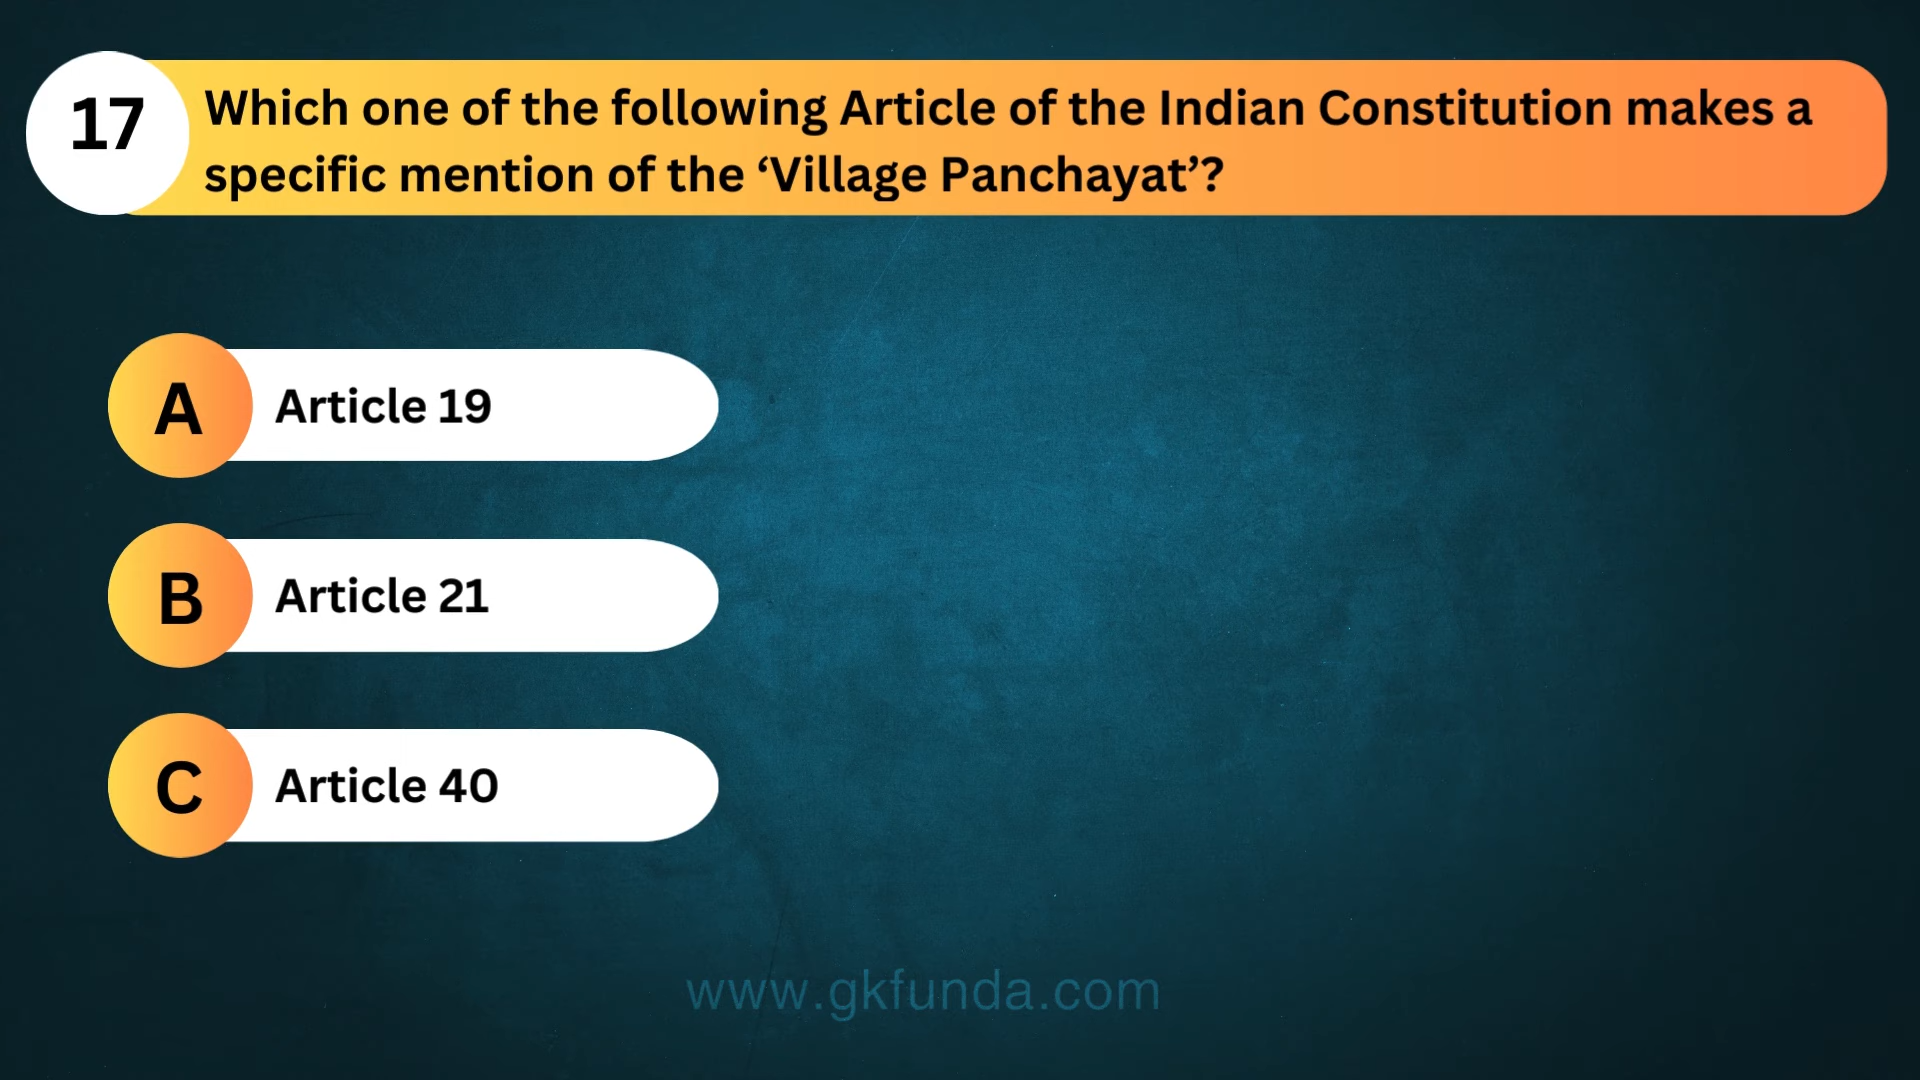 17
Which one of the following Article of the Indian Constitution makes a
specific mention of the ‘Village Panchayat’?
A
Article 19
B
Article 21
C
Article 40
www.gkfunda.com